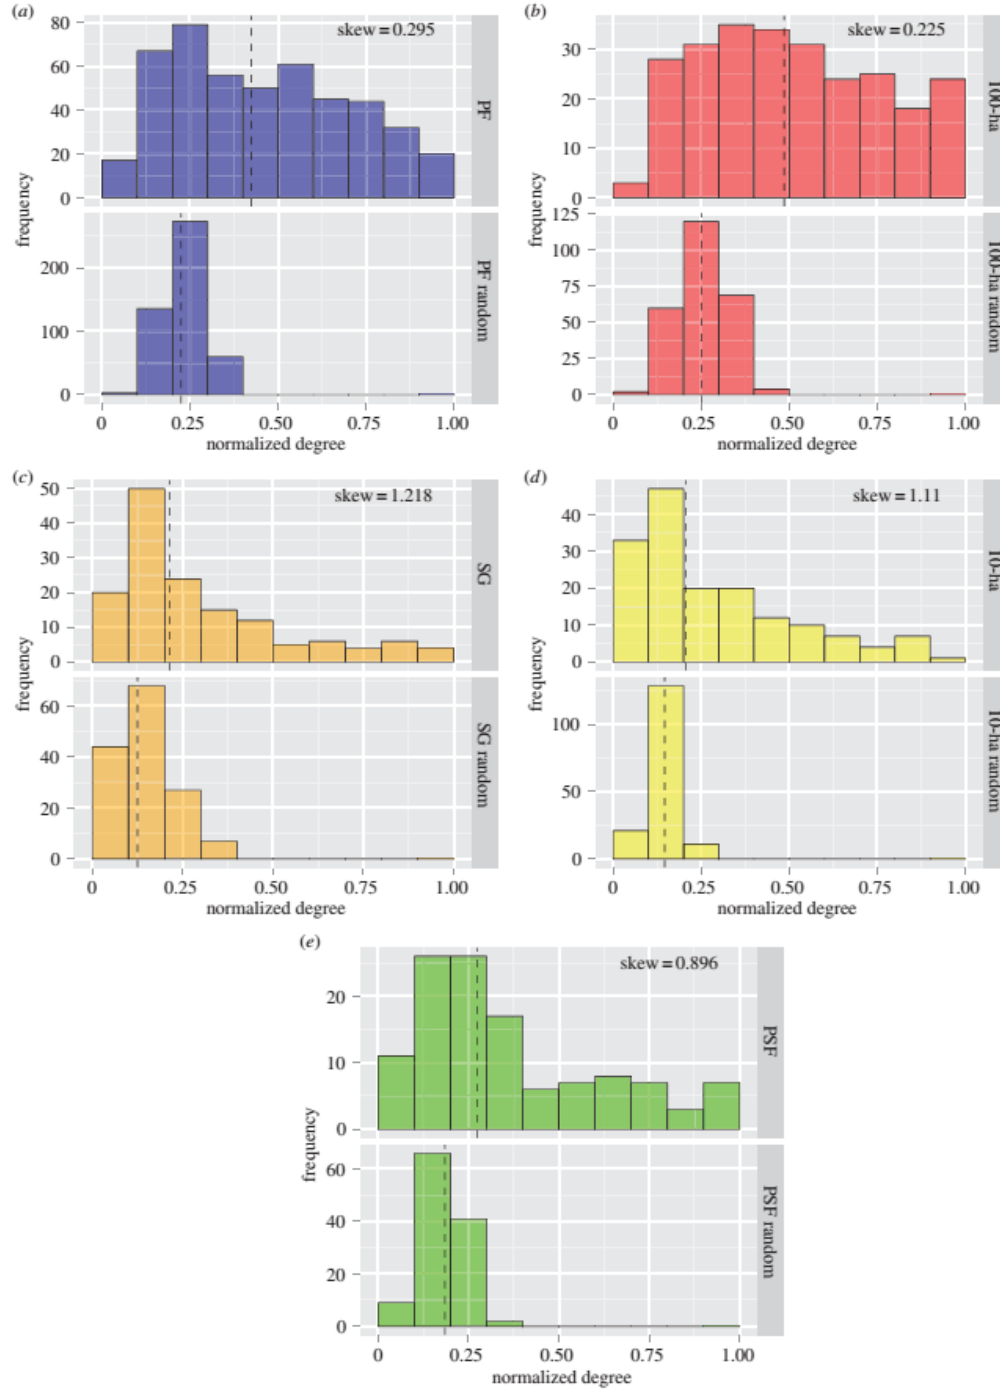 (a)
skew = 0.295
80
60
40
20
0
PF
frequency
200
100
0
PF random
0 0.25 0.50 0.75 1.00
normalized degree
(b)
skew = 0.225
30
20
10
0
100-ha
frequency
125
100
75
50
25
0
100-ha random
0 0.25 0.50 0.75 1.00
normalized degree
(c)
skew = 1.218
50
40
30
20
10
0
SG
frequency
60
40
20
0
SG random
0 0.25 0.50 0.75 1.00
normalized degree
(d)
skew = 1.11
40
30
20
10
0
10-ha
frequency
100
50
0
10-ha random
0 0.25 0.50 0.75 1.00
normalized degree
(e)
skew = 0.896
20
10
0
PSF
frequency
60
40
20
0
PSF random
0 0.25 0.50 0.75 1.00
normalized degree